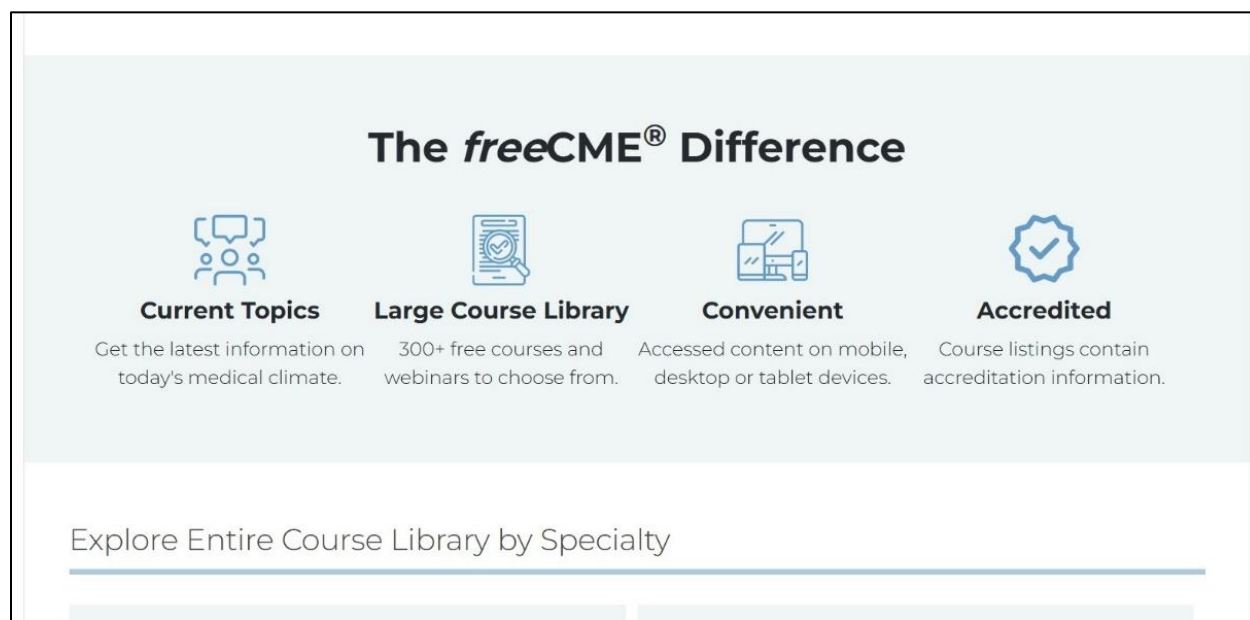 The freeCME® Difference
Current Topics
Get the latest information on
today's medical climate.
Large Course Library
300+ free courses and
webinars to choose from.
Convenient
Accessed content on mobile,
desktop or tablet devices.
Accredited
Course listings contain
accreditation information.
Explore Entire Course Library by Specialty